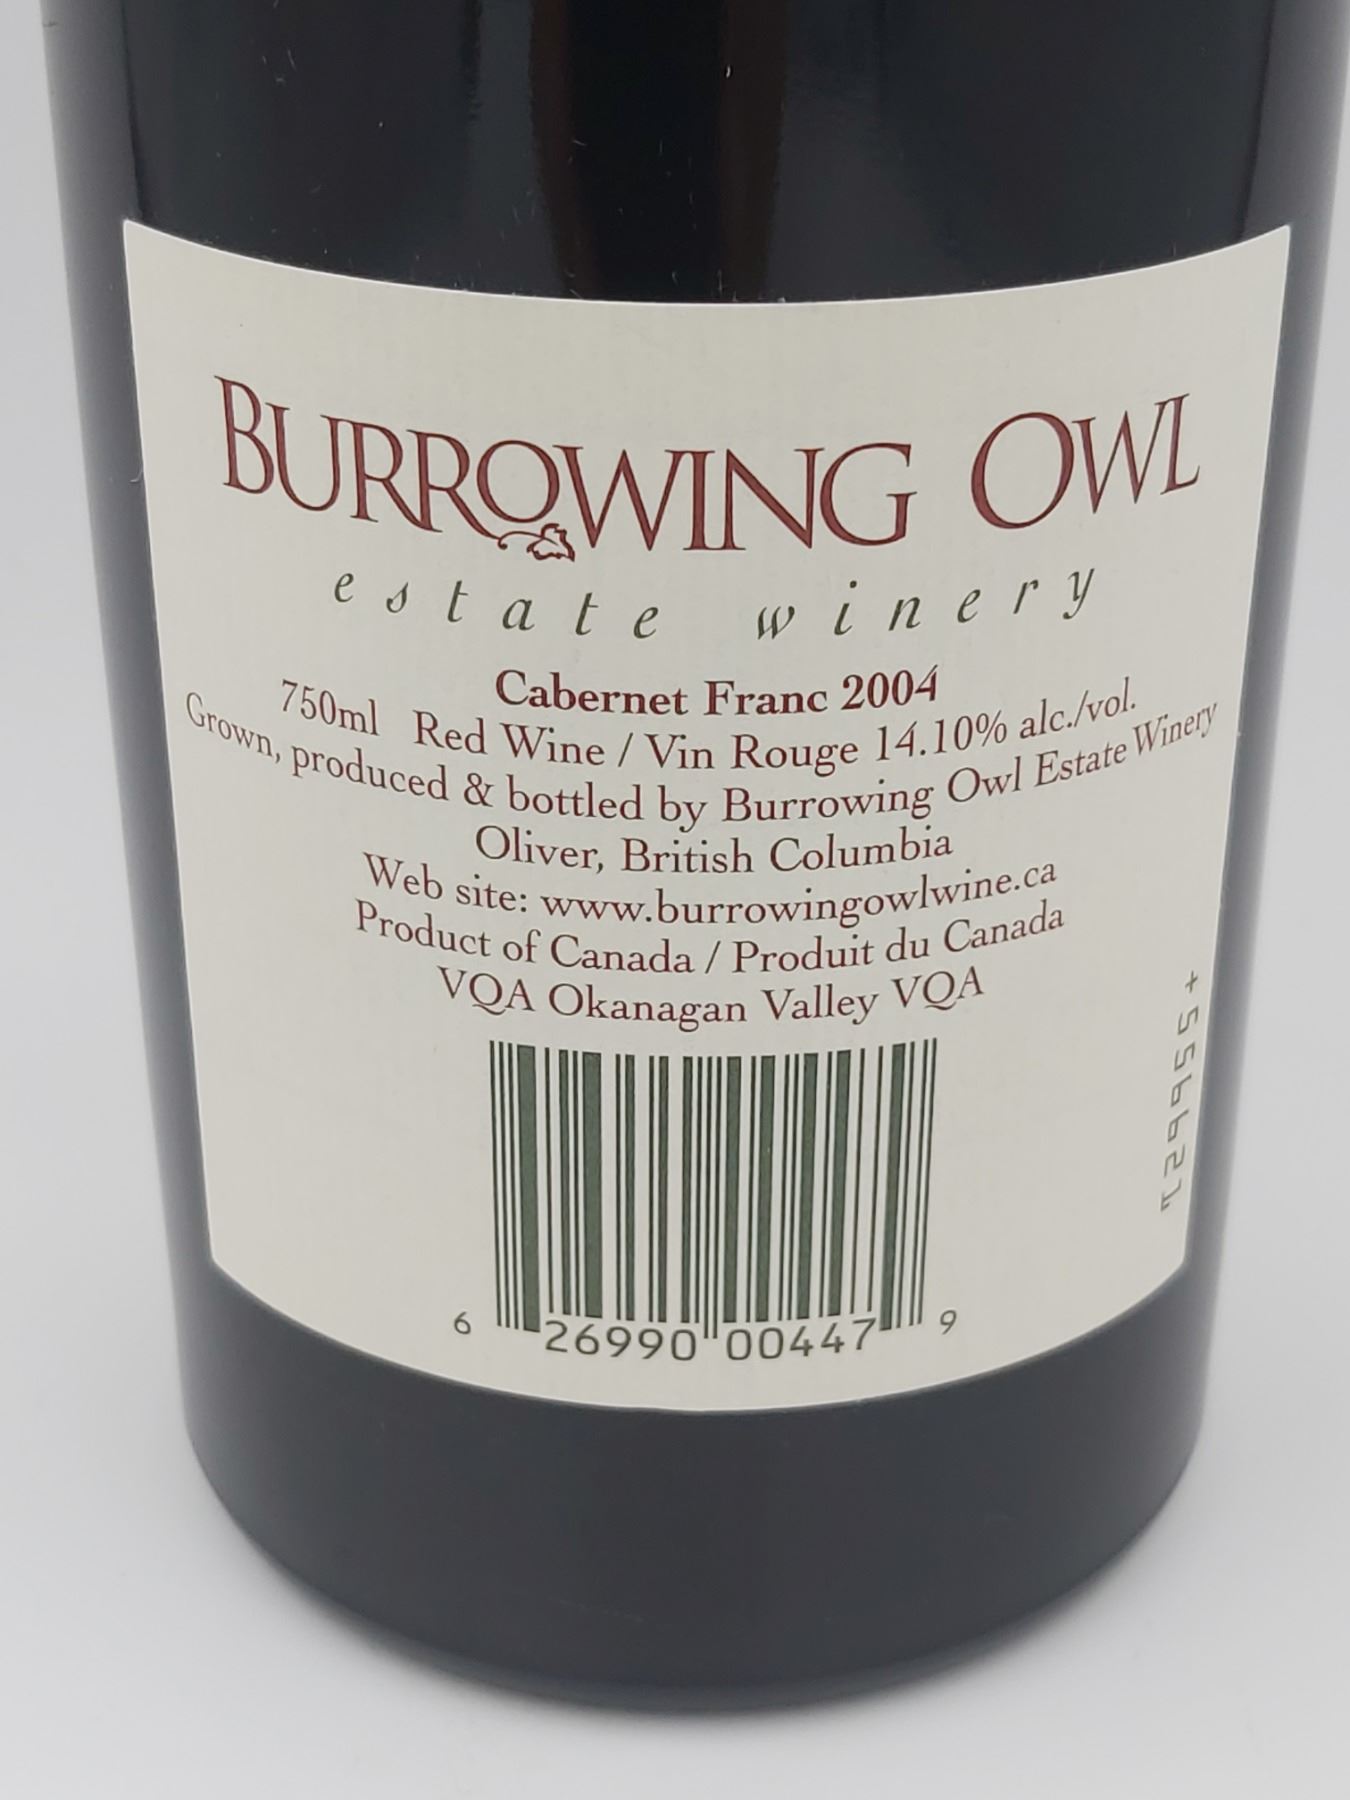 BURROWING OWL
estate winery
Cabernet Franc 2004
750ml Red Wine / Vin Rouge 14.10% alc./vol.
Grown, produced & bottled by Burrowing Owl Estate Winery
Oliver, British Columbia
Web site: www.burrowingowlwine.ca
Product of Canada / Produit du Canada
VQA Okanagan Valley VQA
+556621
6 26990 00447 9